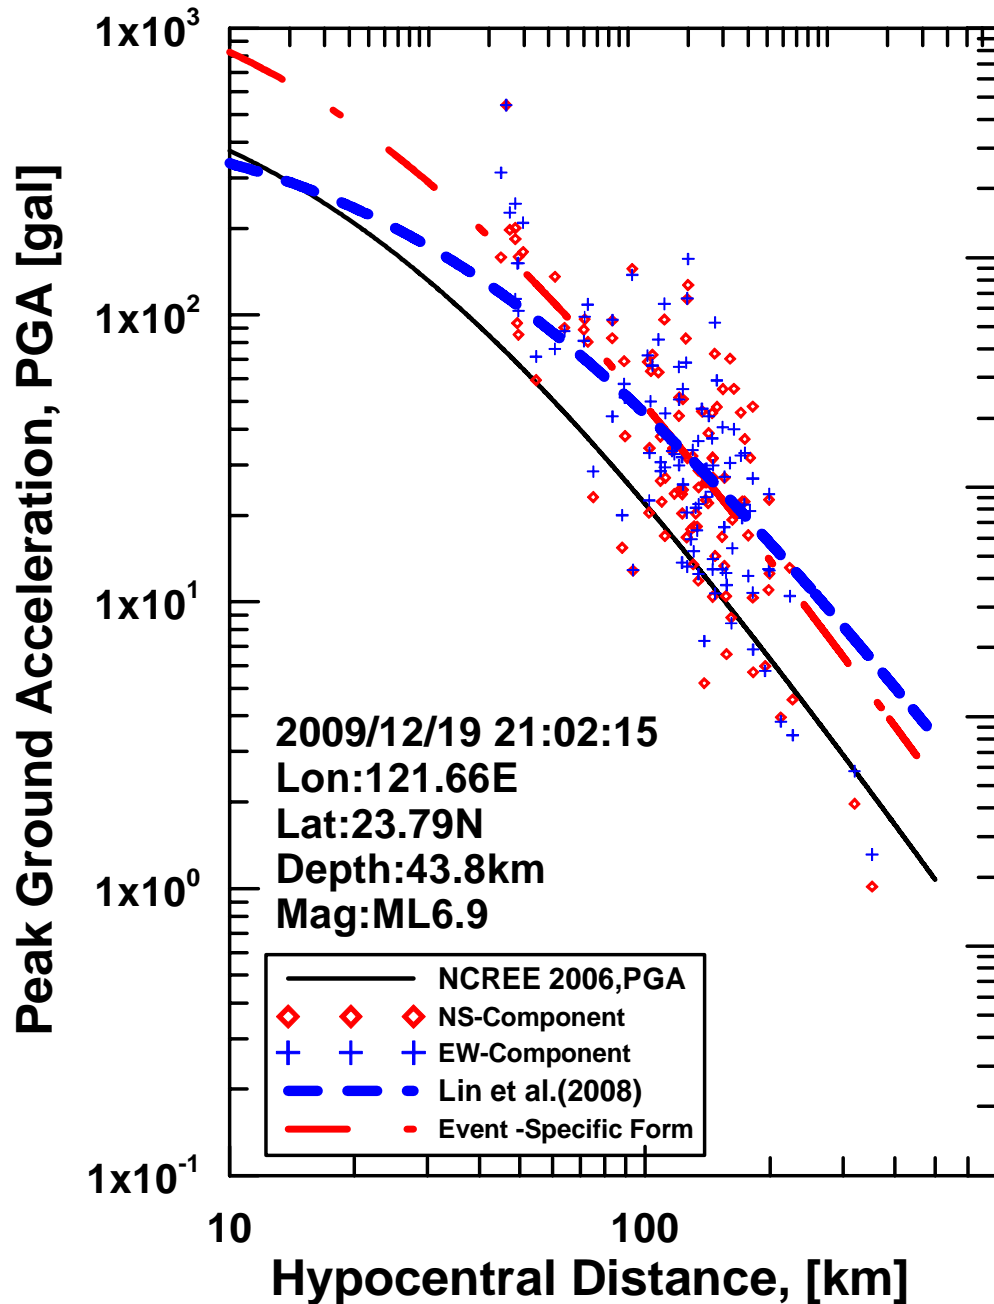 1x10³
1x10²
1x10¹
1x10⁰
1x10⁻¹
Peak Ground Acceleration, PGA [gal]
2009/12/19 21:02:15
Lon:121.66E
Lat:23.79N
Depth:43.8km
Mag:ML6.9
NCREE 2006,PGA
NS-Component
EW-Component
Lin et al.(2008)
Event -Specific Form
10
100
Hypocentral Distance, [km]